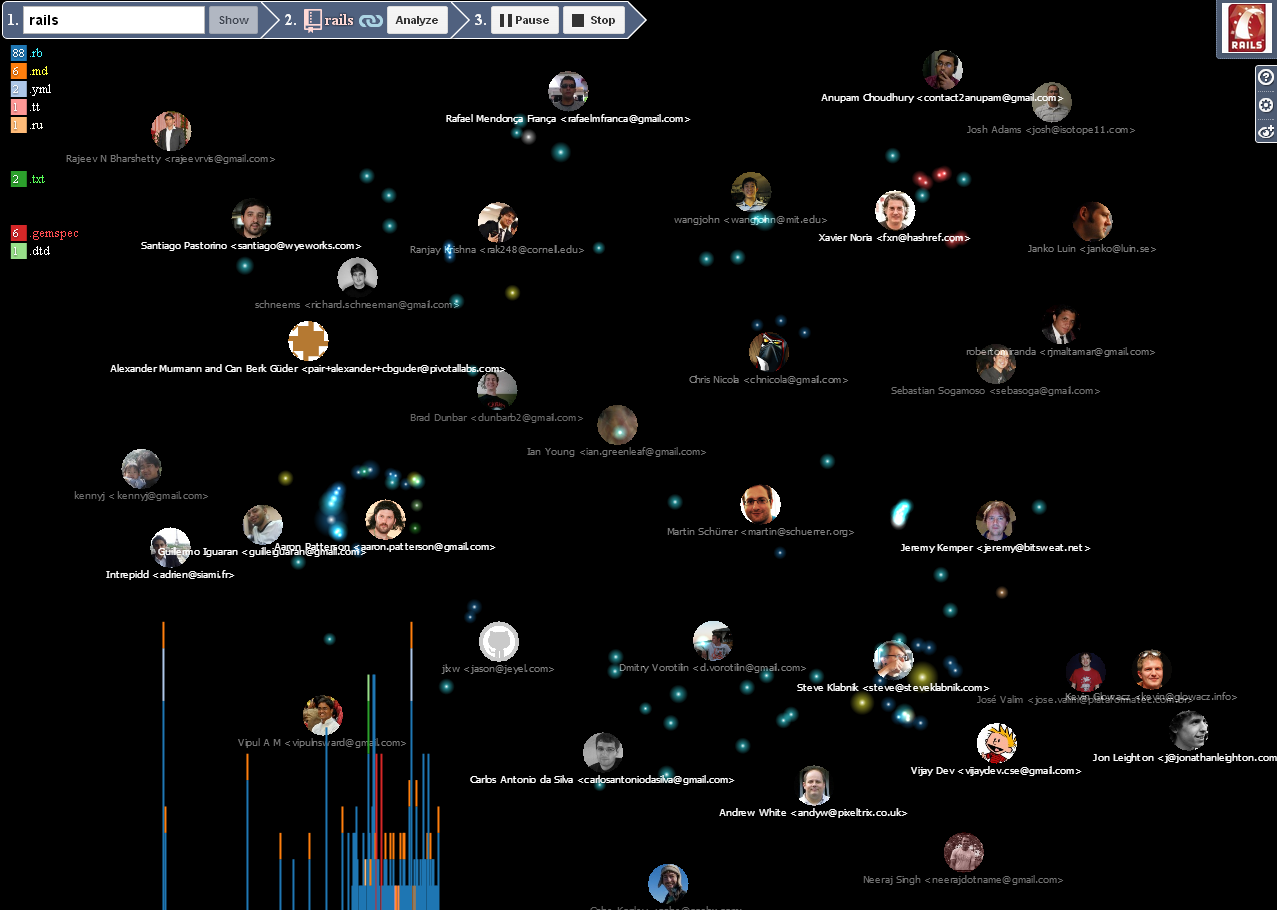 1. rails Show 2. rails Analyze 3. Pause Stop
RAILS
88 .rb
6 .md
2 .yml
1 .tt
1 .ru
2 .txt
6 .gemspec
1 .dtd
Anupam Choudhury <contact2anupam@gmail.com>
Rafael Mendonça França <rafaelmfranca@gmail.com>
Josh Adams <josh@isotope11.com>
Rajeev N Bharshetty <rajeevrvis@gmail.com>
wangjohn <wangjohn@mit.edu>
Xavier Noria <fxn@hashref.com>
Santiago Pastorino <santiago@wyeworks.com>
Ranjay Krishna <rak248@cornell.edu>
Janko Luin <janko@luin.se>
schneems <richard.schneeman@gmail.com>
robertomiranda <rjmaltamar@gmail.com>
Alexander Murmann and Can Berk Güder <pair+alexander+cbguder@pivotallabs.com>
Chris Nicola <chnicola@gmail.com>
Sebastian Sogamoso <sebasoga@gmail.com>
Brad Dunbar <dunbarb2@gmail.com>
Ian Young <ian.greenleaf@gmail.com>
kennyj <kennyj@gmail.com>
Martin Schürrer <martin@schuerrer.org>
Aaron Patterson <aaron.patterson@gmail.com>
Jeremy Kemper <jeremy@bitsweat.net>
Guillermo Iguaran <guilleiguaran@gmail.com>
Intrepidd <adrien@siami.fr>
jlxw <jason@jeyel.com>
Dmitry Vorotilin <d.vorotilin@gmail.com>
Steve Klabnik <steve@steveklabnik.com>
Kevin Glowacz <kevin@glowacz.info>
José Valim <jose.valim@plataformatec.com.br>
Vipul A M <vipulnsward@gmail.com>
Jon Leighton <j@jonathanleighton.com
Vijay Dev <vijaydev.cse@gmail.com>
Carlos Antonio da Silva <carlosantoniodasilva@gmail.com>
Andrew White <andyw@pixeltrix.co.uk>
Neeraj Singh <neerajdotname@gmail.com>